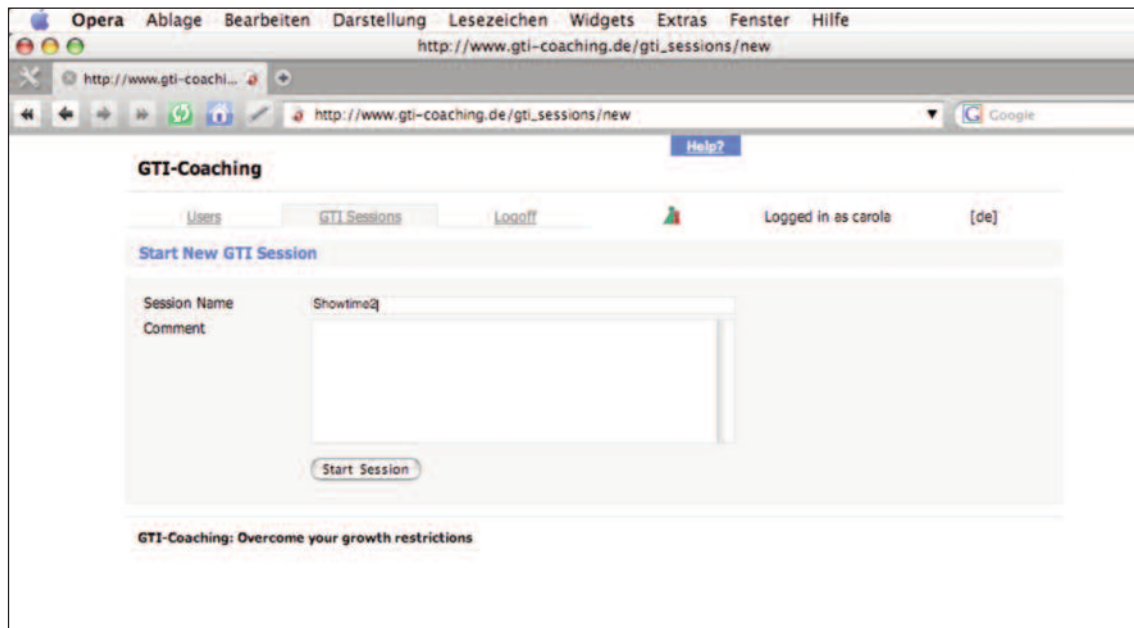 Opera Ablage Bearbeiten Darstellung Lesezeichen Widgets Extras Fenster Hilfe
http://www.gti-coaching.de/gti_sessions/new
http://www.gti-coachi...
http://www.gti-coaching.de/gti_sessions/new Google
Help?
GTI-Coaching
Users GTI Sessions Logoff Logged in as carola [de]
Start New GTI Session
Session Name Showtime2
Comment
Start Session
GTI-Coaching: Overcome your growth restrictions